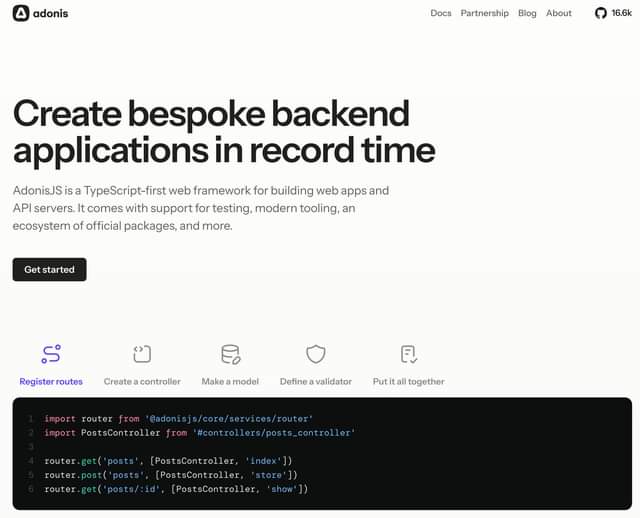 adonis
Docs Partnership Blog About 16.6k
Create bespoke backend
applications in record time
AdonisJS is a TypeScript-first web framework for building web apps and
API servers. It comes with support for testing, modern tooling, an
ecosystem of official packages, and more.
Get started
Register routes Create a controller Make a model Define a validator Put it all together
1 import router from '@adonisjs/core/services/router'
2 import PostsController from '#controllers/posts_controller'
3
4 router.get('posts', [PostsController, 'index'])
5 router.post('posts', [PostsController, 'store'])
6 router.get('posts/:id', [PostsController, 'show'])